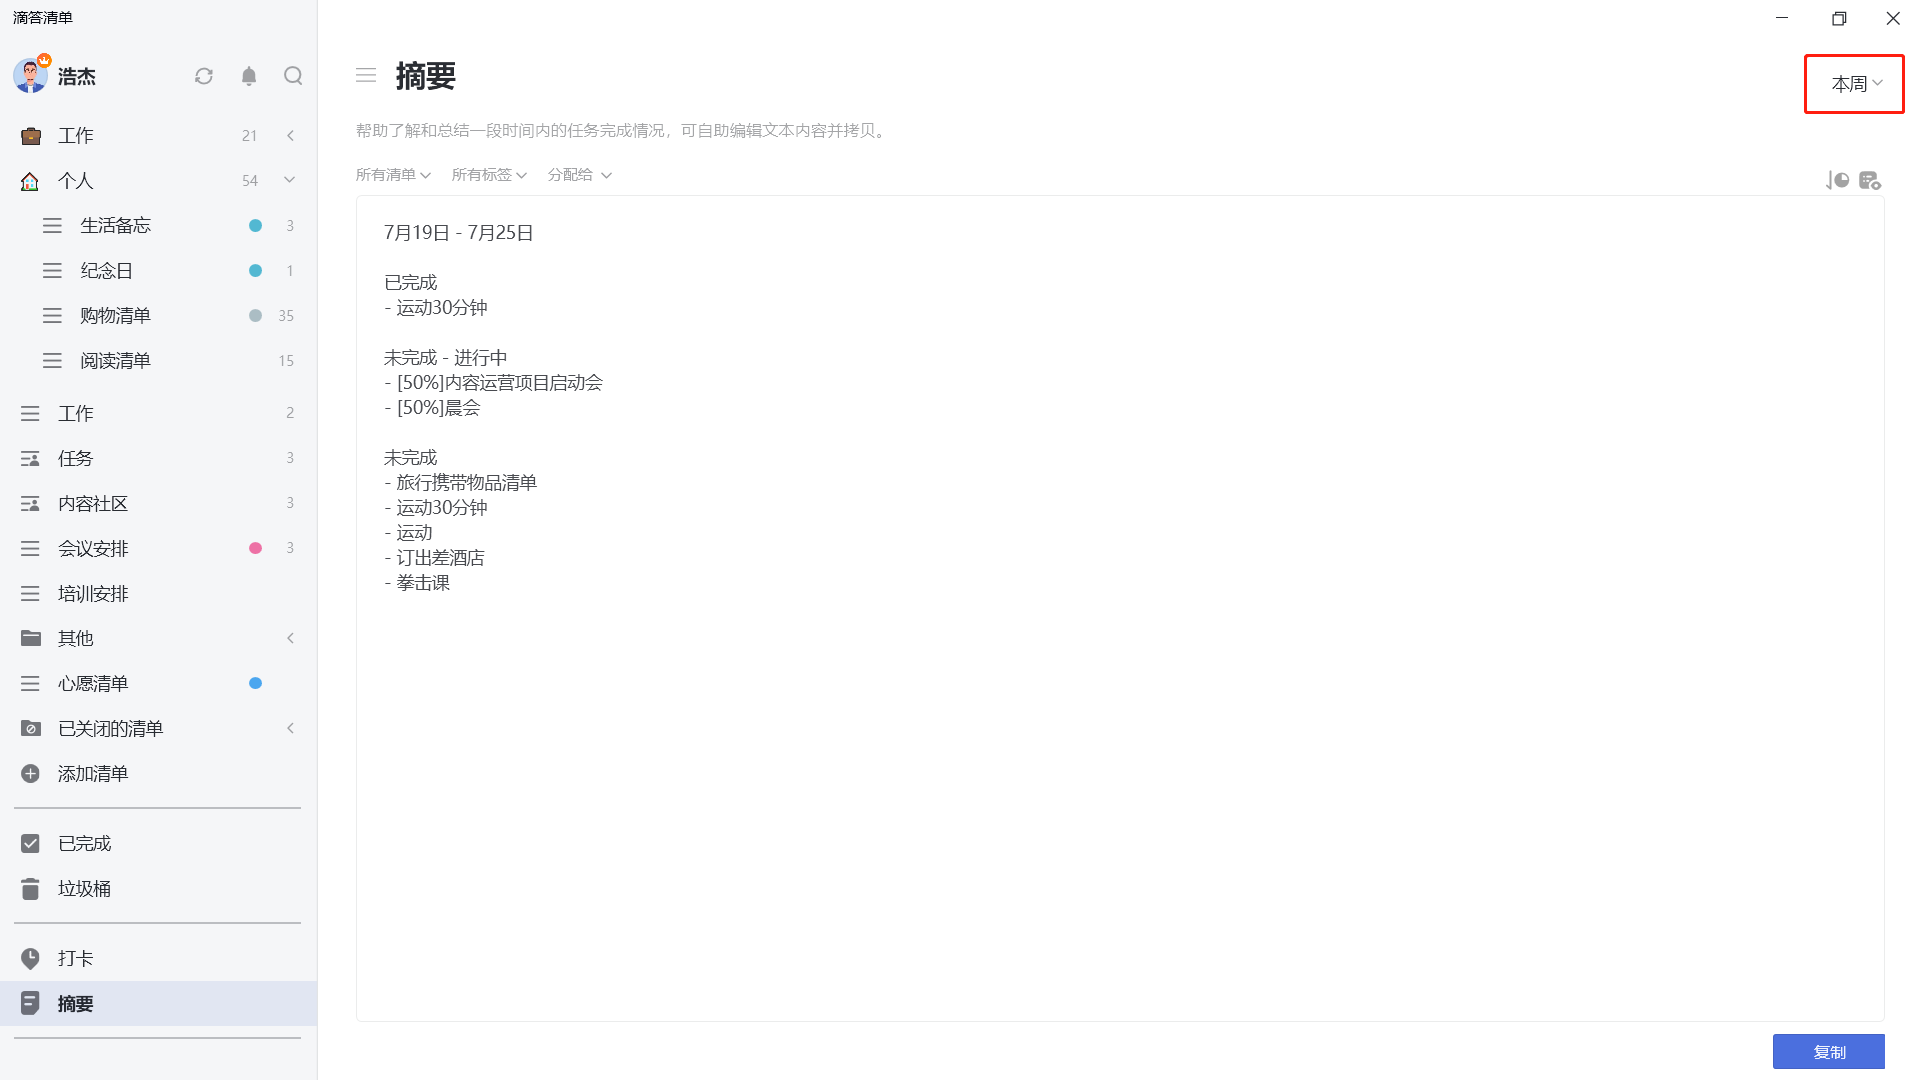 滴答清单
浩杰
工作 21
个人 54
生活备忘 3
纪念日 1
购物清单 35
阅读清单 15
工作 2
任务 3
内容社区 3
会议安排 3
培训安排
其他
心愿清单
已关闭的清单
添加清单
已完成
垃圾桶
打卡
摘要
摘要
本周
帮助了解和总结一段时间内的任务完成情况，可自助编辑文本内容并拷贝。
所有清单 所有标签 分配给
7月19日 - 7月25日
已完成
- 运动30分钟
未完成 - 进行中
- [50%]内容运营项目启动会
- [50%]晨会
未完成
- 旅行携带物品清单
- 运动30分钟
- 运动
- 订出差酒店
- 拳击课
复制